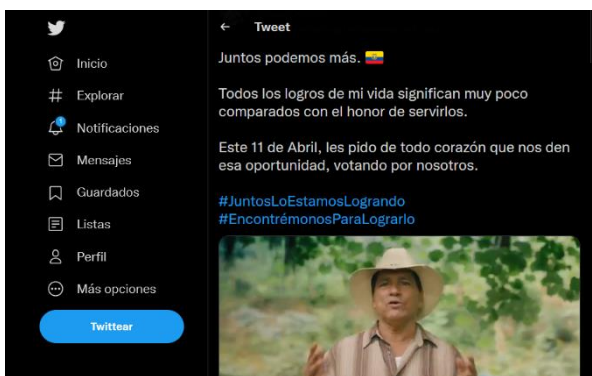 Tweet
Inicio
Explorar
1
Notificaciones
Mensajes
Guardados
Listas
Perfil
Más opciones
Twittear
Juntos podemos más. 🇪🇨
Todos los logros de mi vida significan muy poco
comparados con el honor de servirlos.
Este 11 de Abril, les pido de todo corazón que nos den
esa oportunidad, votando por nosotros.
#JuntosLoEstamosLogrando
#EncontrémonosParaLograrlo